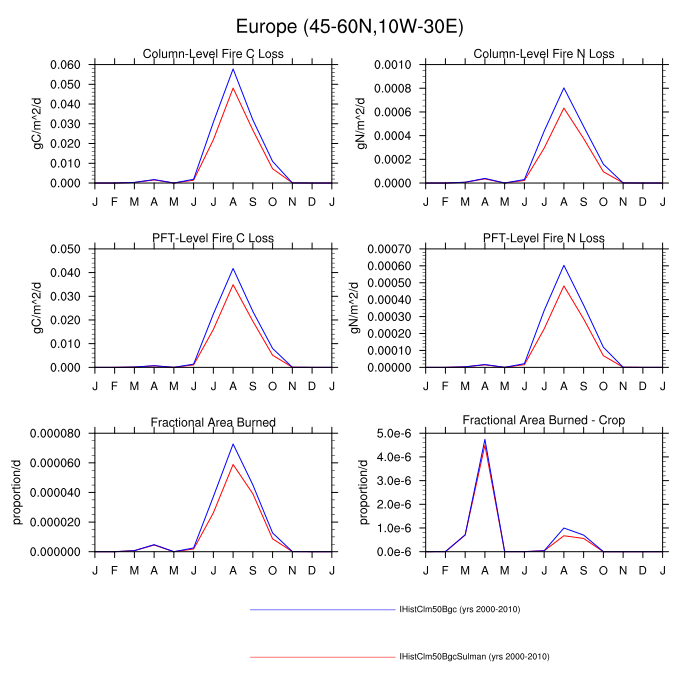 Europe (45-60N,10W-30E)
Column-Level Fire C Loss
gC/m^2/d
0.060
0.050
0.040
0.030
0.020
0.010
0.000
J F M A M J J A S O N D J
Column-Level Fire N Loss
gN/m^2/d
0.0010
0.0008
0.0006
0.0004
0.0002
0.0000
J F M A M J J A S O N D J
PFT-Level Fire C Loss
gC/m^2/d
0.050
0.040
0.030
0.020
0.010
0.000
J F M A M J J A S O N D J
PFT-Level Fire N Loss
gN/m^2/d
0.00070
0.00060
0.00050
0.00040
0.00030
0.00020
0.00010
0.00000
J F M A M J J A S O N D J
Fractional Area Burned
proportion/d
0.000080
0.000060
0.000040
0.000020
0.000000
J F M A M J J A S O N D J
Fractional Area Burned - Crop
proportion/d
5.0e-6
4.0e-6
3.0e-6
2.0e-6
1.0e-6
0.0e-6
J F M A M J J A S O N D J
IHistClm50Bgc (yrs 2000-2010)
IHistClm50BgcSulman (yrs 2000-2010)